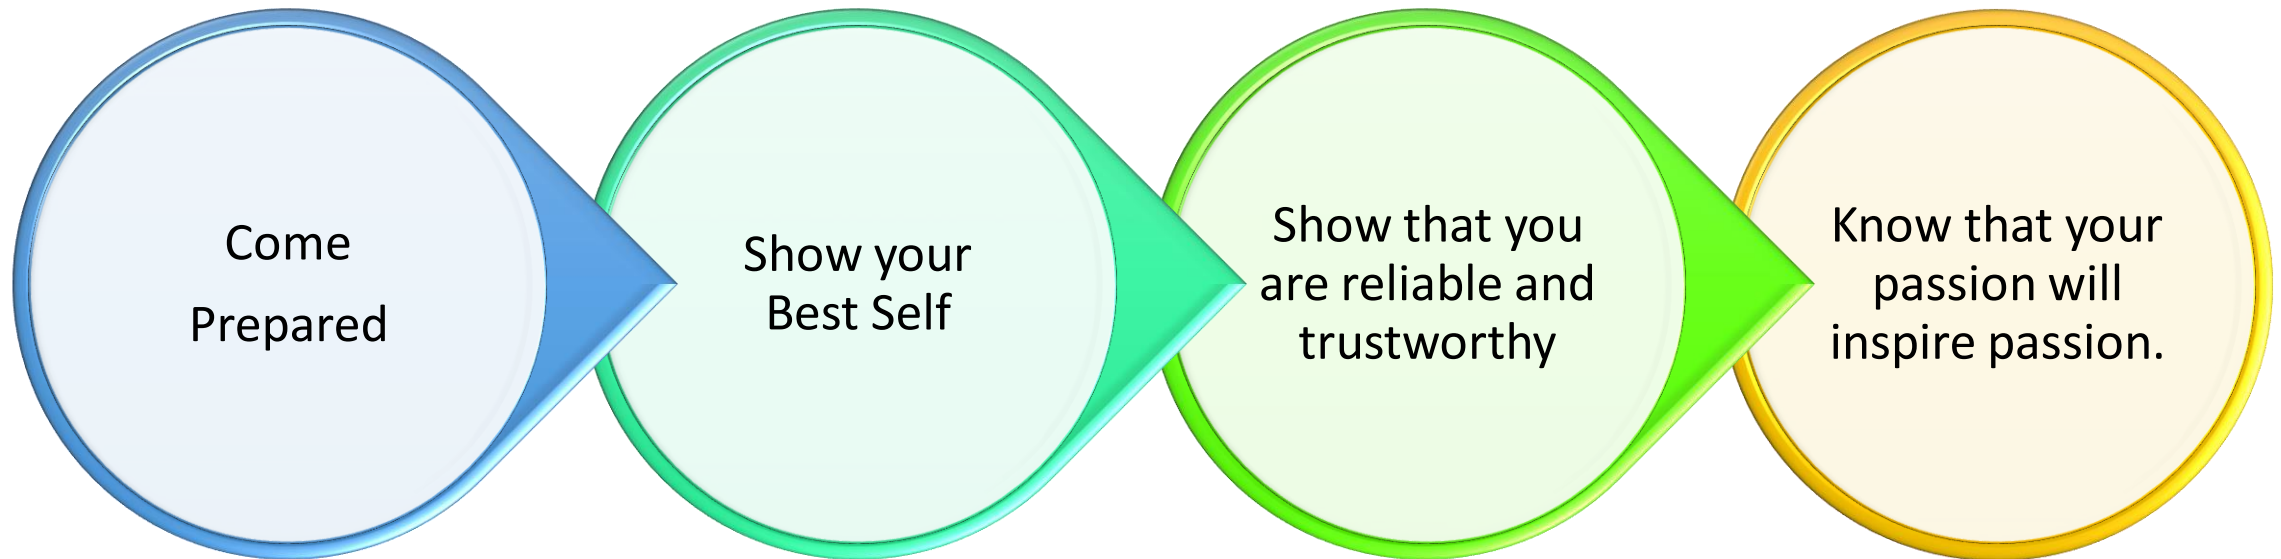 Come
Prepared
Show your
Best Self
Show that you
are reliable and
trustworthy
Know that your
passion will
inspire passion.